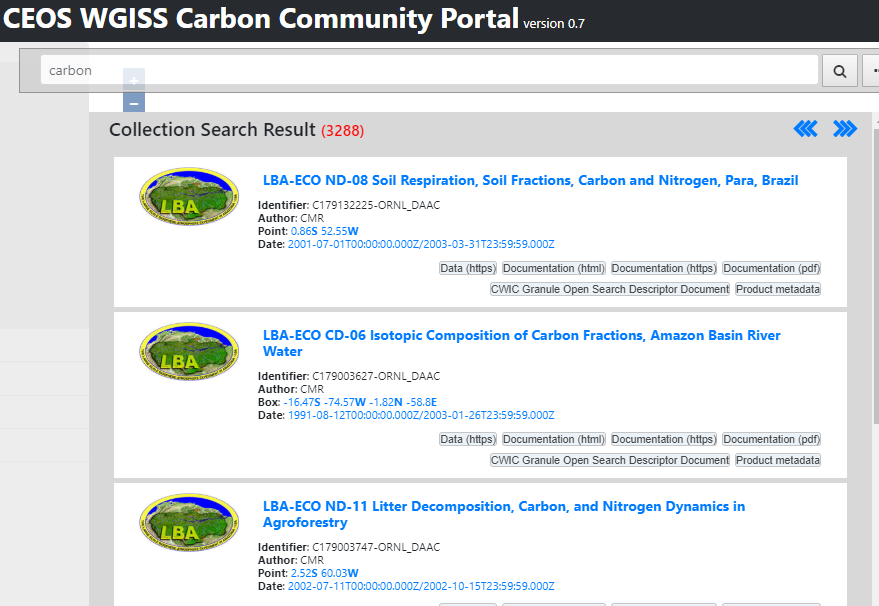 CEOS WGISS Carbon Community Portal version 0.7
carbon
+
−
Collection Search Result (3288)
LBA
LBA-ECO ND-08 Soil Respiration, Soil Fractions, Carbon and Nitrogen, Para, Brazil
Identifier: C179132225-ORNL_DAAC
Author: CMR
Point: 0.86S 52.55W
Date: 2001-07-01T00:00:00.000Z/2003-03-31T23:59:59.000Z
Data (https) Documentation (html) Documentation (https) Documentation (pdf)
CWIC Granule Open Search Descriptor Document Product metadata
LBA
LBA-ECO CD-06 Isotopic Composition of Carbon Fractions, Amazon Basin River
Water
Identifier: C179003627-ORNL_DAAC
Author: CMR
Box: -16.47S -74.57W -1.82N -58.8E
Date: 1991-08-12T00:00:00.000Z/2003-01-26T23:59:59.000Z
Data (https) Documentation (html) Documentation (https) Documentation (pdf)
CWIC Granule Open Search Descriptor Document Product metadata
LBA
LBA-ECO ND-11 Litter Decomposition, Carbon, and Nitrogen Dynamics in
Agroforestry
Identifier: C179003747-ORNL_DAAC
Author: CMR
Point: 2.52S 60.03W
Date: 2002-07-11T00:00:00.000Z/2002-10-15T23:59:59.000Z